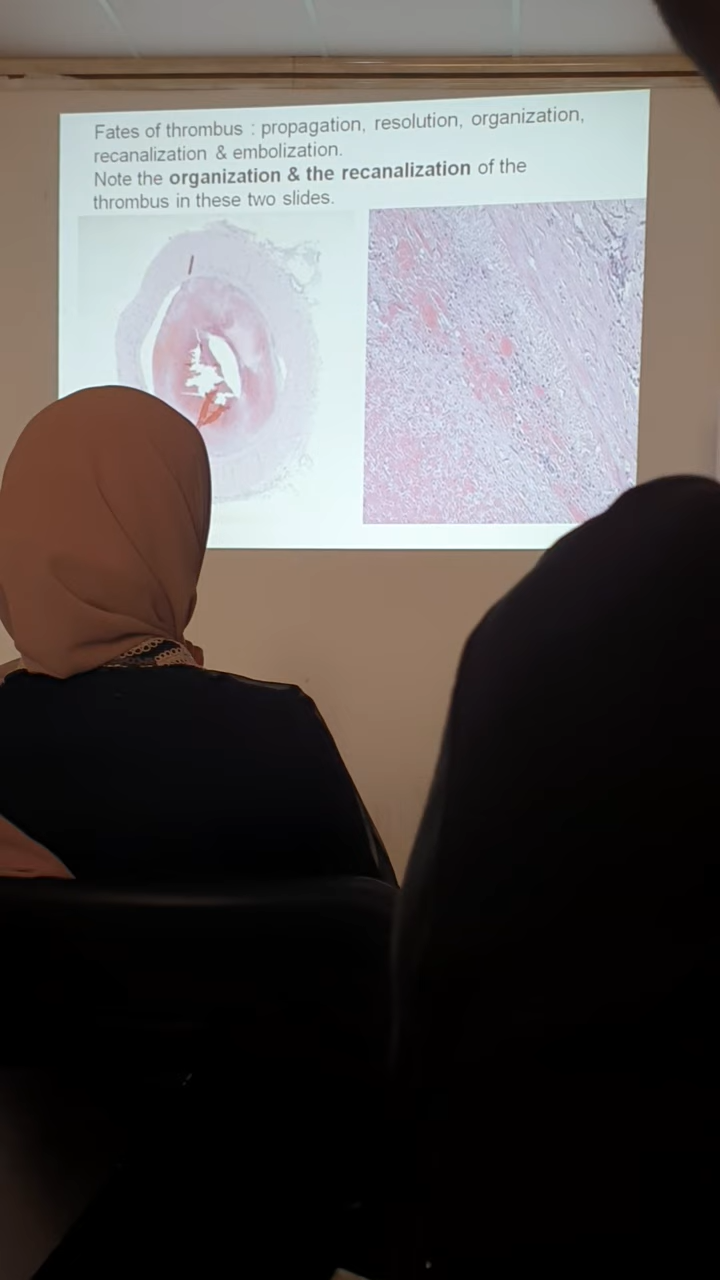 Fates of thrombus : propagation, resolution, organization,
recanalization & embolization.
Note the organization & the recanalization of the
thrombus in these two slides.